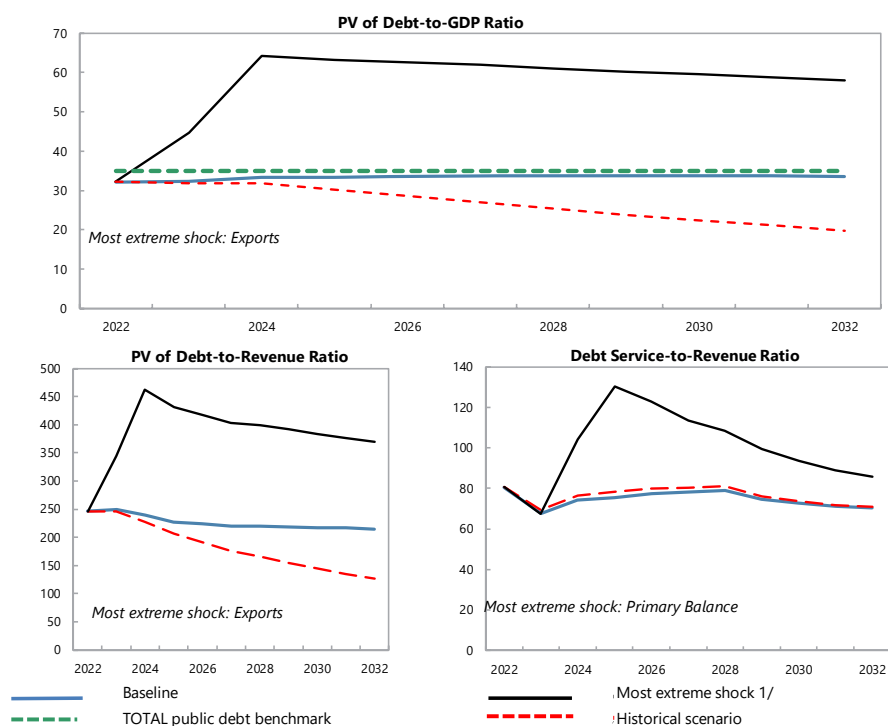 PV of Debt-to-GDP Ratio
70
60
50
40
30
20
10
0
Most extreme shock: Exports
2022 2024 2026 2028 2030 2032
PV of Debt-to-Revenue Ratio
500
450
400
350
300
250
200
150
100
50
0
Most extreme shock: Exports
2022 2024 2026 2028 2030 2032
Debt Service-to-Revenue Ratio
140
120
100
80
60
40
20
0
Most extreme shock: Primary Balance
2022 2024 2026 2028 2030 2032
Baseline
Most extreme shock 1/
TOTAL public debt benchmark
Historical scenario